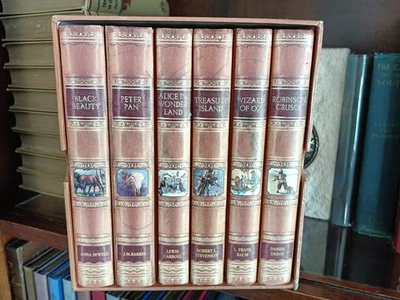 BLACK
BEAUTY
ANNA SEWELL
PETER
PAN
J.M.BARRIE
ALICE IN
WONDER
LAND
LEWIS
CARROLL
TREASURE
ISLAND
ROBERT L.
STEVENSON
WIZARD
OF OZ
L. FRANK
BAUM
ROBINSON
CRUSOE
DANIEL
DEFOE